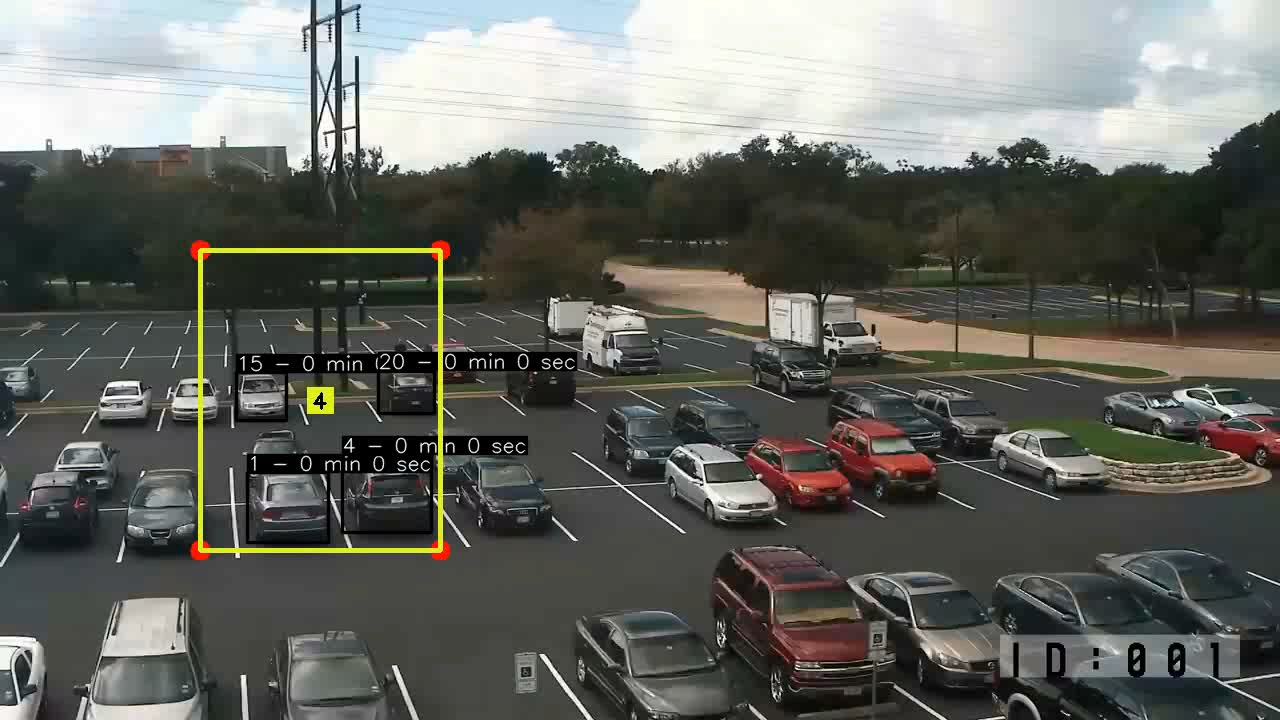 15 - 0 min 0
20 - 0 min 0 sec
4
4 - 0 min 0 sec
1 - 0 min 0 sec
ID:001